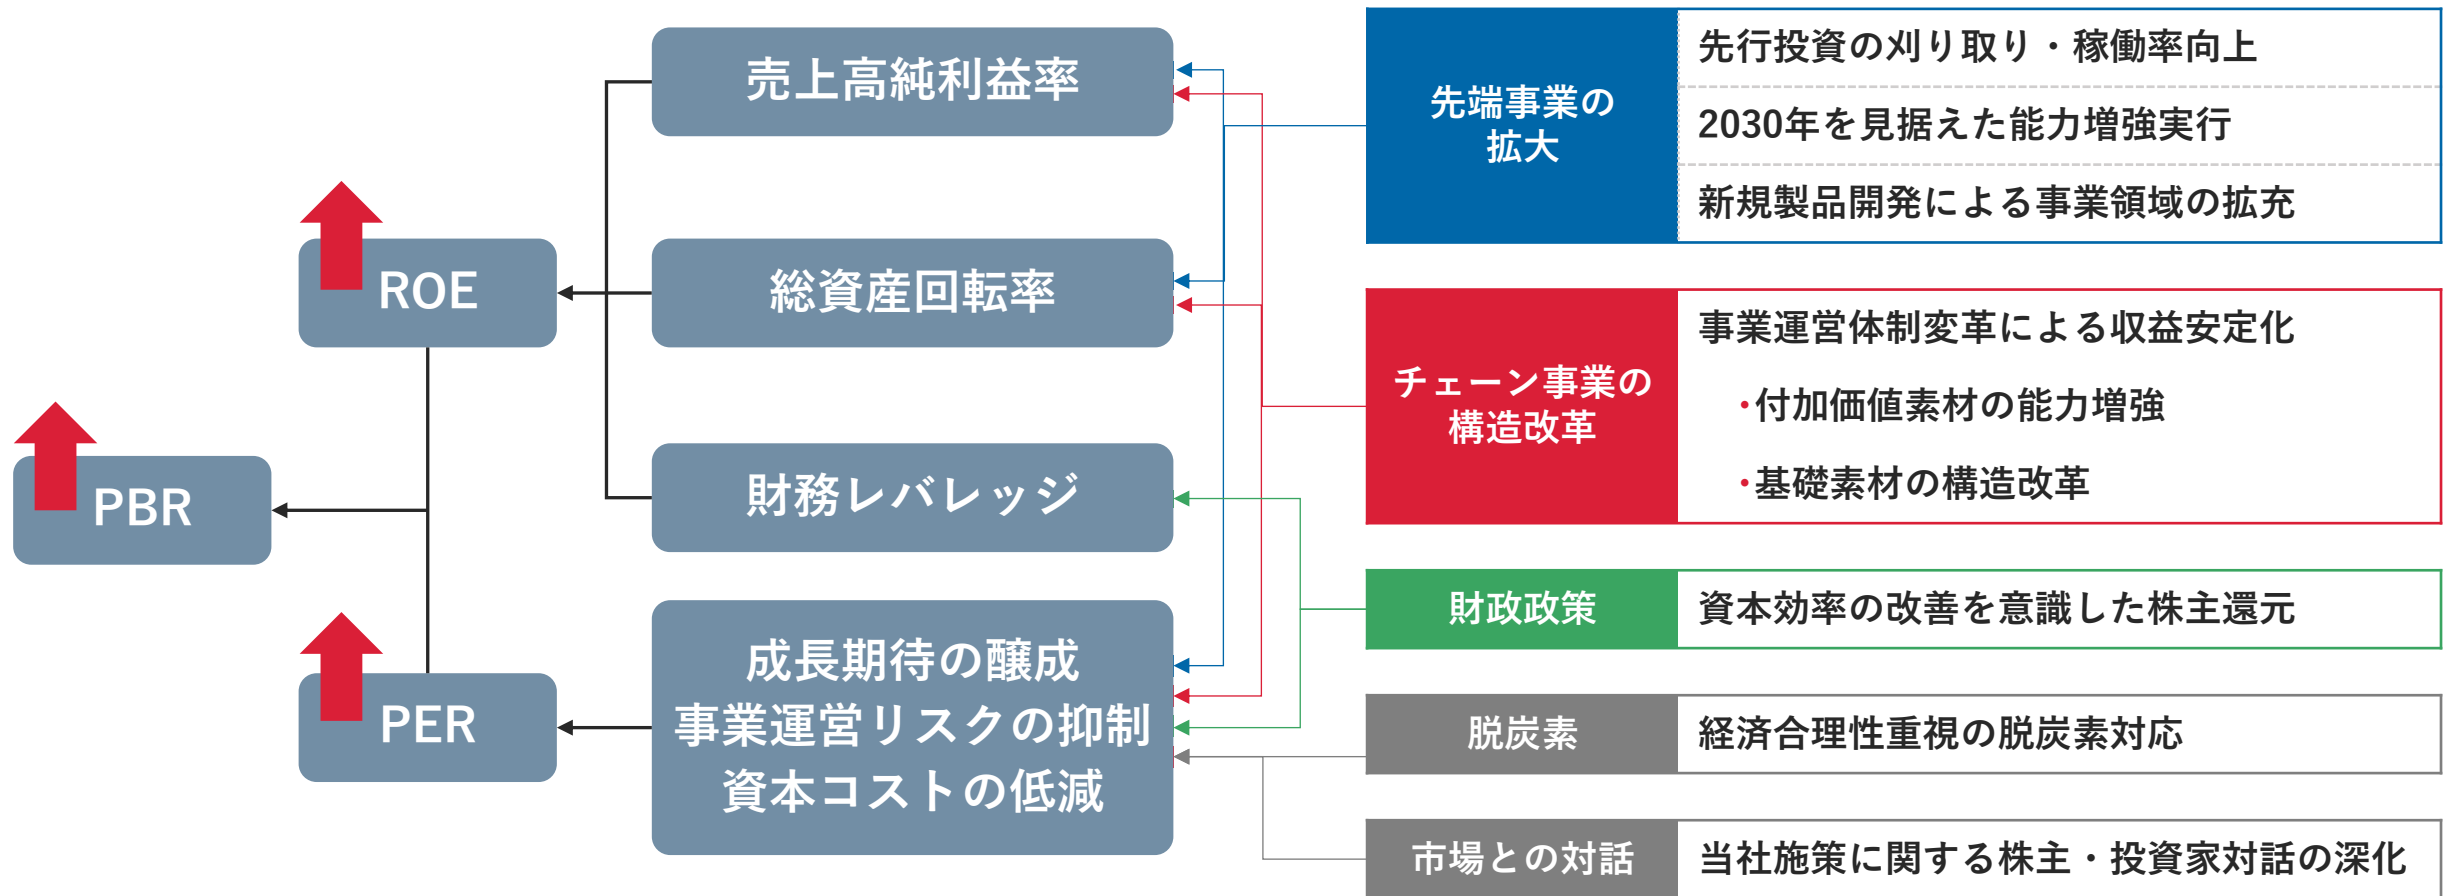 PBR
ROE
PER
売上高純利益率
総資産回転率
財務レバレッジ
成長期待の醸成
事業運営リスクの抑制
資本コストの低減
先端事業の
拡大
先行投資の刈り取り・稼働率向上
2030年を見据えた能力増強実行
新規製品開発による事業領域の拡充
チェーン事業の
構造改革
事業運営体制変革による収益安定化
・付加価値素材の能力増強
・基礎素材の構造改革
財政政策
資本効率の改善を意識した株主還元
脱炭素
経済合理性重視の脱炭素対応
市場との対話
当社施策に関する株主・投資家対話の深化